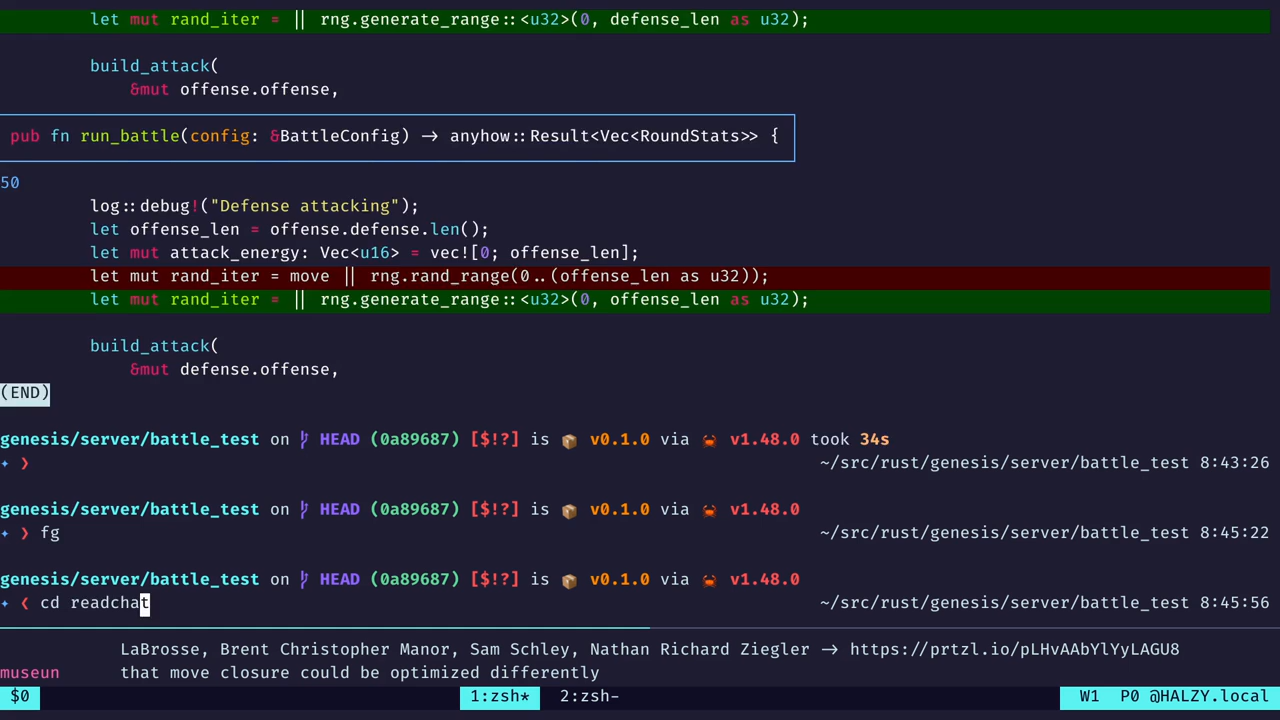 let mut rand_iter = || rng.generate_range::<u32>(0, defense_len as u32);
build_attack(
&mut offense.offense,
pub fn run_battle(config: &BattleConfig) → anyhow::Result<Vec<RoundStats>> {
50
log::debug!("Defense attacking");
let offense_len = offense.defense.len();
let mut attack_energy: Vec<u16> = vec![0; offense_len];
let mut rand_iter = move || rng.rand_range(0..(offense_len as u32));
let mut rand_iter = || rng.generate_range::<u32>(0, offense_len as u32);
build_attack(
&mut defense.offense,
(END)
genesis/server/battle_test on HEAD (0a89687) [$!?] is 📦 v0.1.0 via 🦀 v1.48.0 took 34s
✦ ❯ ~/src/rust/genesis/server/battle_test 8:43:26
genesis/server/battle_test on HEAD (0a89687) [$!?] is 📦 v0.1.0 via 🦀 v1.48.0
✦ ❯ fg ~/src/rust/genesis/server/battle_test 8:45:22
genesis/server/battle_test on HEAD (0a89687) [$!?] is 📦 v0.1.0 via 🦀 v1.48.0
✦ ❮ cd readchat ~/src/rust/genesis/server/battle_test 8:45:56
LaBrosse, Brent Christopher Manor, Sam Schley, Nathan Richard Ziegler → https://prtzl.io/pLHvAAbYlYyLAGU8
museun that move closure could be optimized differently
$0 1:zsh* 2:zsh- W1 P0 @HALZY.local